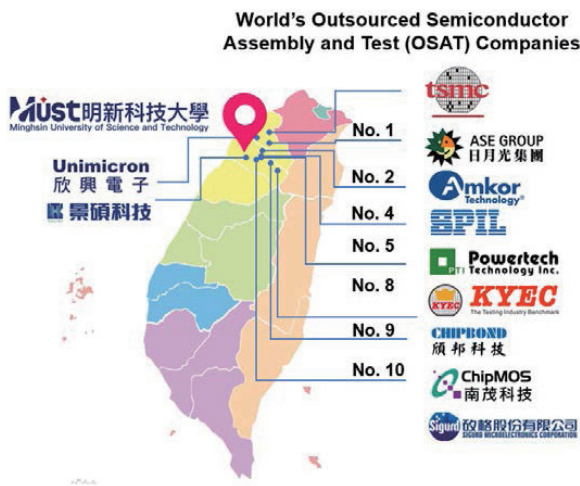 World's Outsourced Semiconductor
Assembly and Test (OSAT) Companies
MUST明新科技大學
Minghsin University of Science and Technology
Unimicron
欣興電子
景碩科技
No. 1
No. 2
No. 4
No. 5
No. 8
No. 9
No. 10
tsmc
ASE GROUP
日月光集團
Amkor
Technology®
SPIL
Powertech
PTI Technology Inc.
KYEC KYEC
The Testing Industry Benchmark
CHIPBOND
頎邦科技
ChipMOS
南茂科技
Sigurd 矽格股份有限公司
SIGURD MICROELECTRONICS CORPORATION